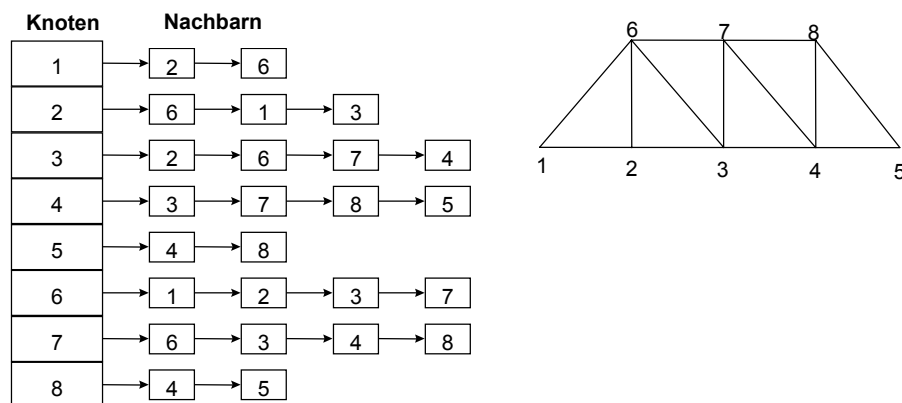 Knoten Nachbarn
1 2 6
2 6 1 3
3 2 6 7 4
4 3 7 8 5
5 4 8
6 1 2 3 7
7 6 3 4 8
8 4 5
6 7 8
1 2 3 4 5